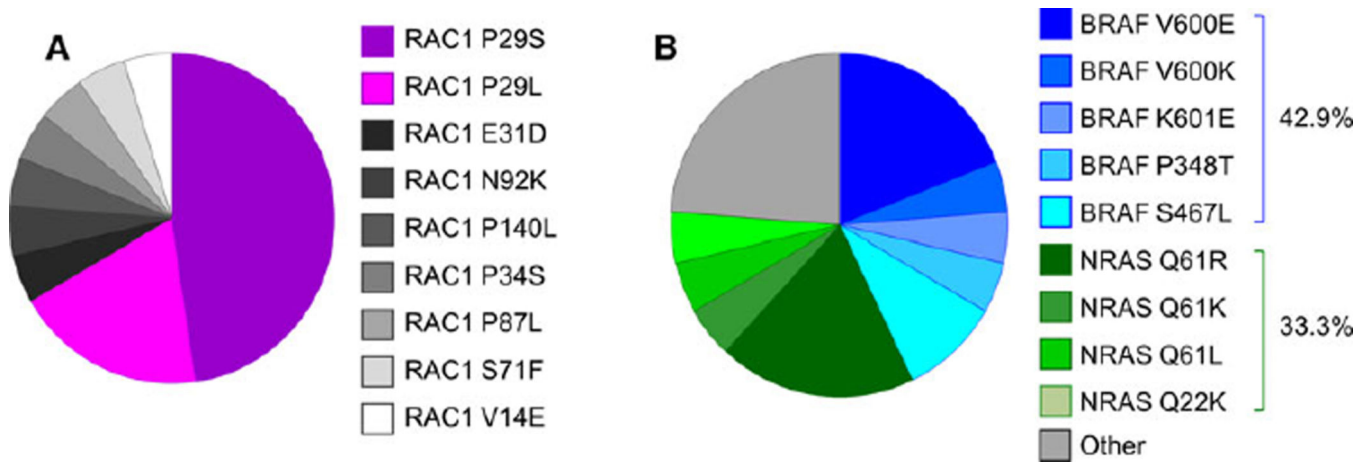 A
RAC1 P29S
RAC1 P29L
RAC1 E31D
RAC1 N92K
RAC1 P140L
RAC1 P34S
RAC1 P87L
RAC1 S71F
RAC1 V14E
B
BRAF V600E
BRAF V600K
BRAF K601E
BRAF P348T
BRAF S467L
42.9%
NRAS Q61R
NRAS Q61K
NRAS Q61L
NRAS Q22K
33.3%
Other